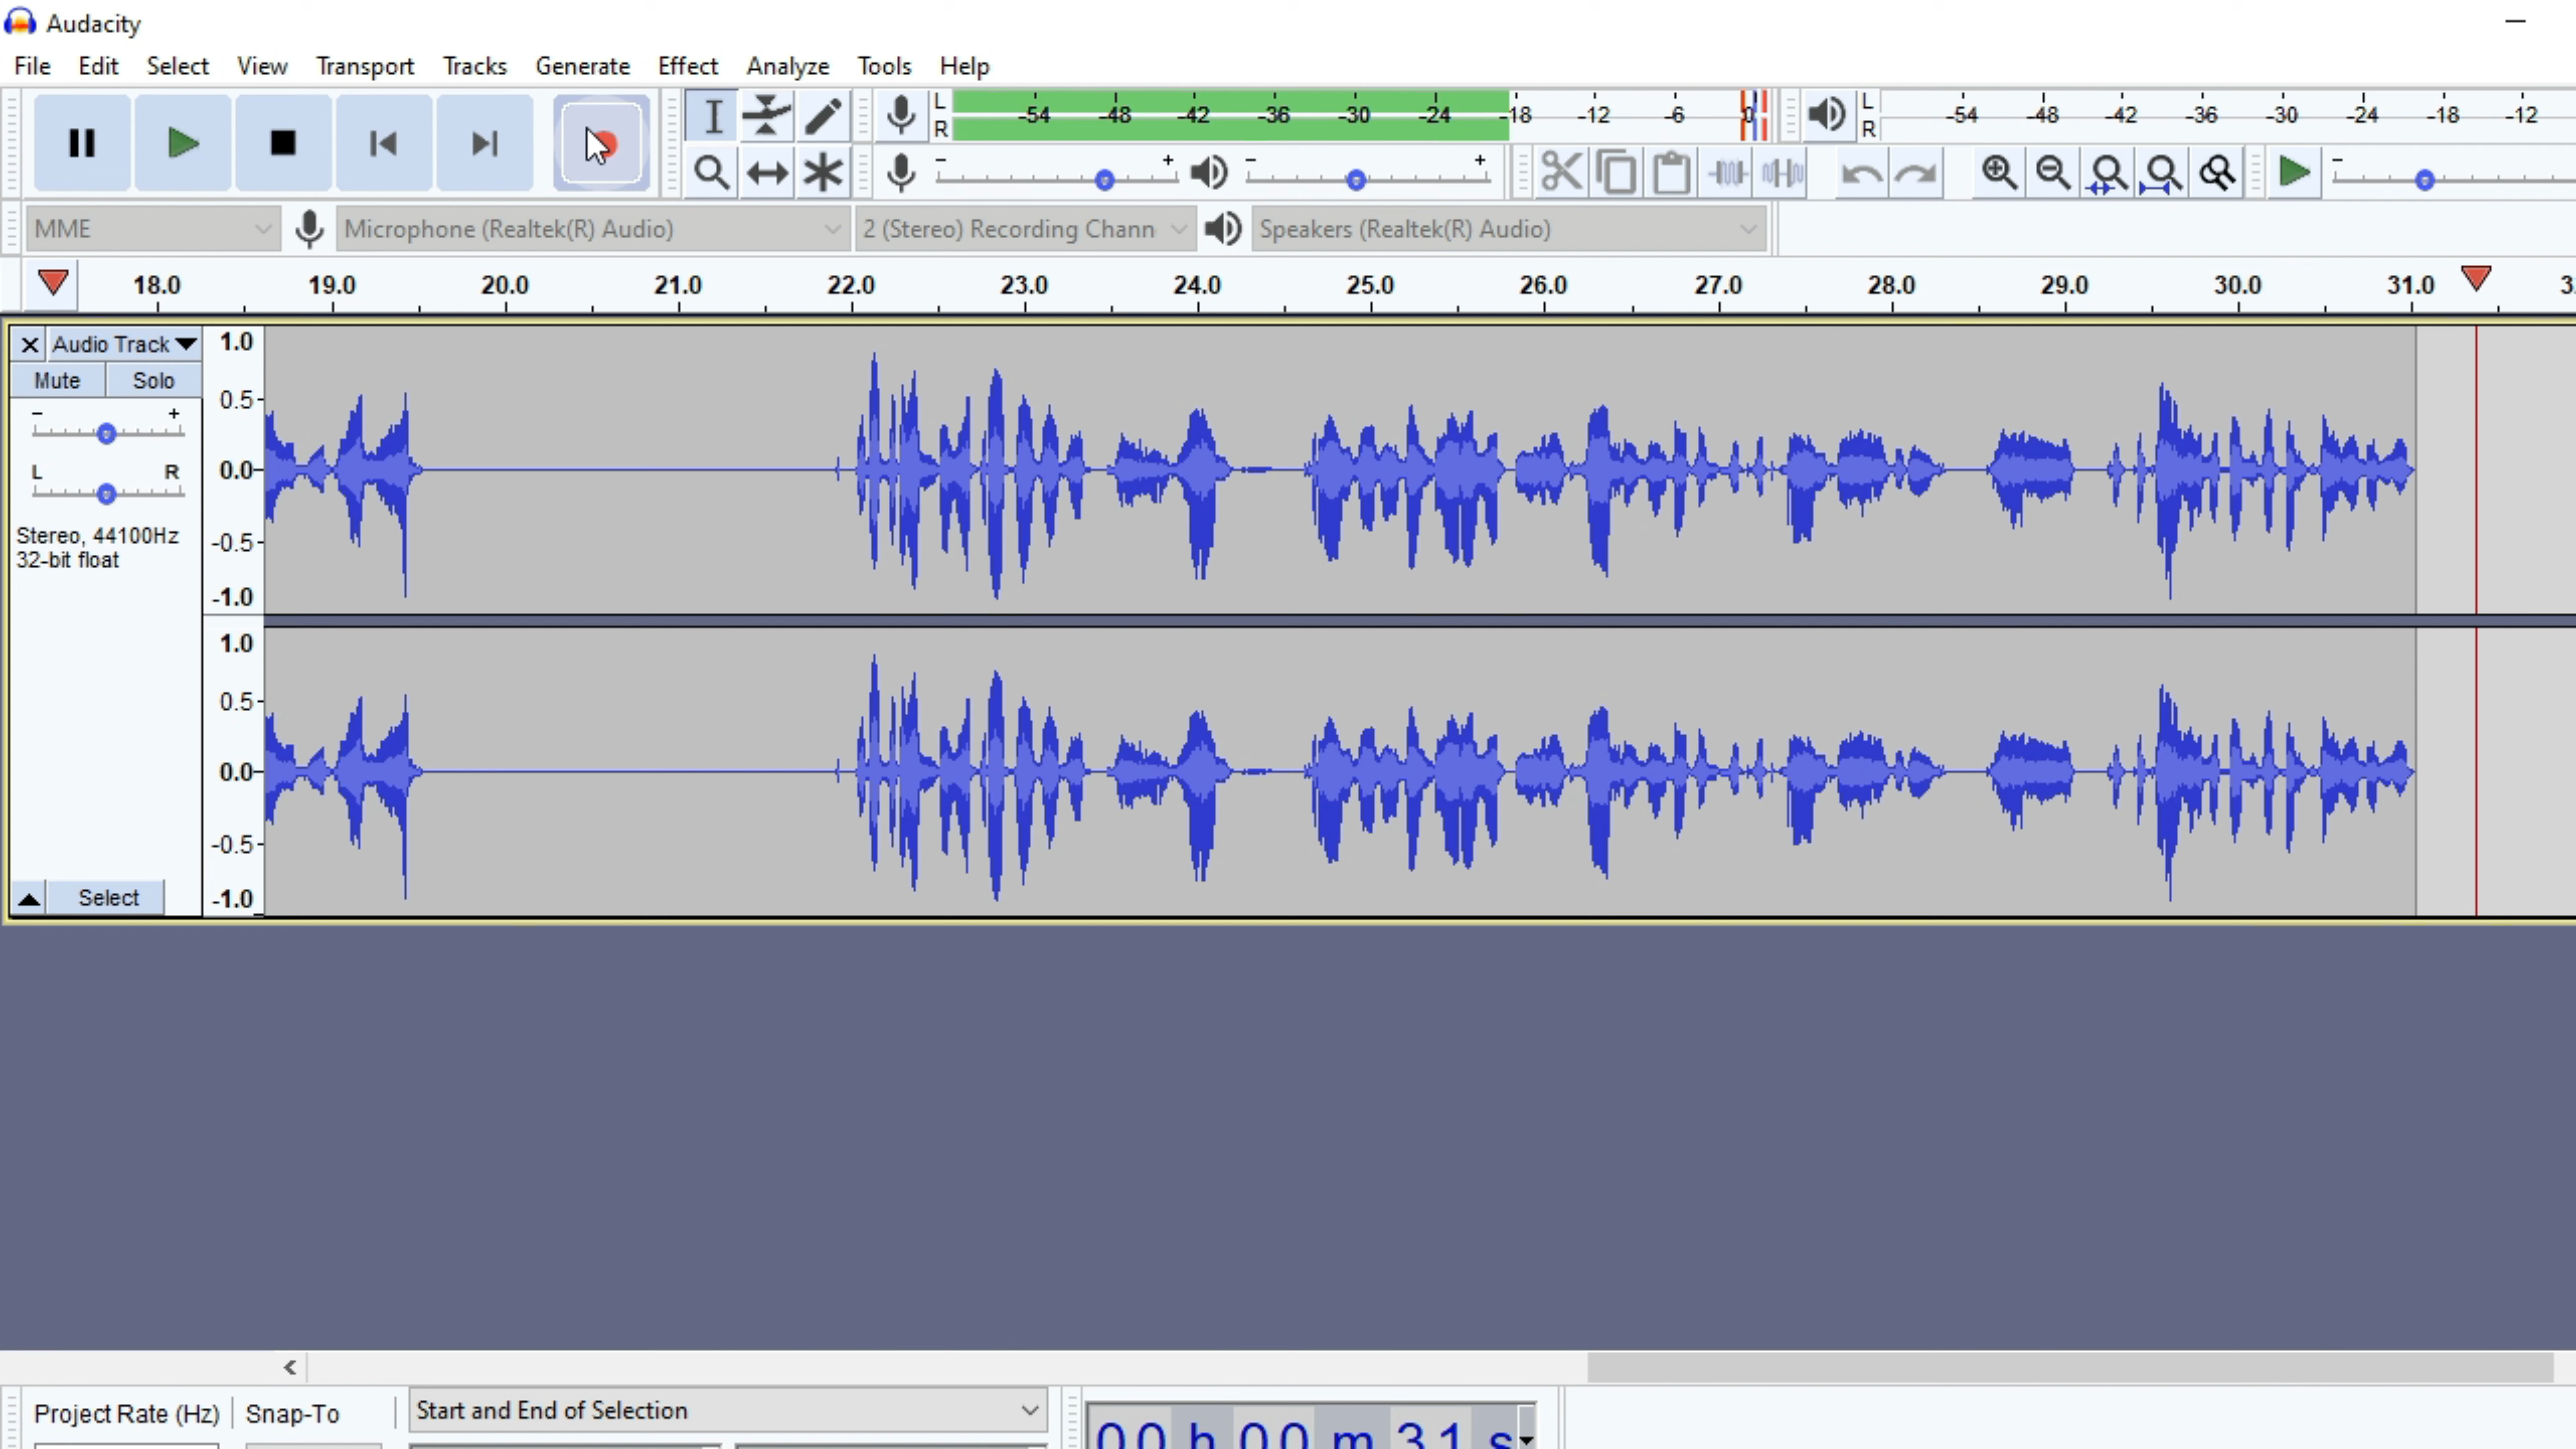 Audacity
File Edit Select View Transport Tracks Generate Effect Analyze Tools Help
L
R
-54 -48 -42 -36 -30 -24 -18 -12 -6 0
L
R
-54 -48 -42 -36 -30 -24 -18 -12
- + - + -
MME Microphone (Realtek(R) Audio) 2 (Stereo) Recording Chann Speakers (Realtek(R) Audio)
18.0 19.0 20.0 21.0 22.0 23.0 24.0 25.0 26.0 27.0 28.0 29.0 30.0 31.0 3
X Audio Track
Mute Solo
- +
L R
Stereo, 44100Hz
32-bit float
Select
1.0
0.5
0.0
-0.5
-1.0
1.0
0.5
0.0
-0.5
-1.0
Project Rate (Hz) Snap-To Start and End of Selection
00 h 00 m 31 s